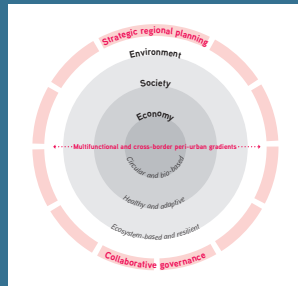 Strategic regional planning
Environment
Society
Economy
Multifunctional and cross-border peri-urban gradients
Circular and bio-based
Healthy and adaptive
Ecosystem-based and resilient
Collaborative governance